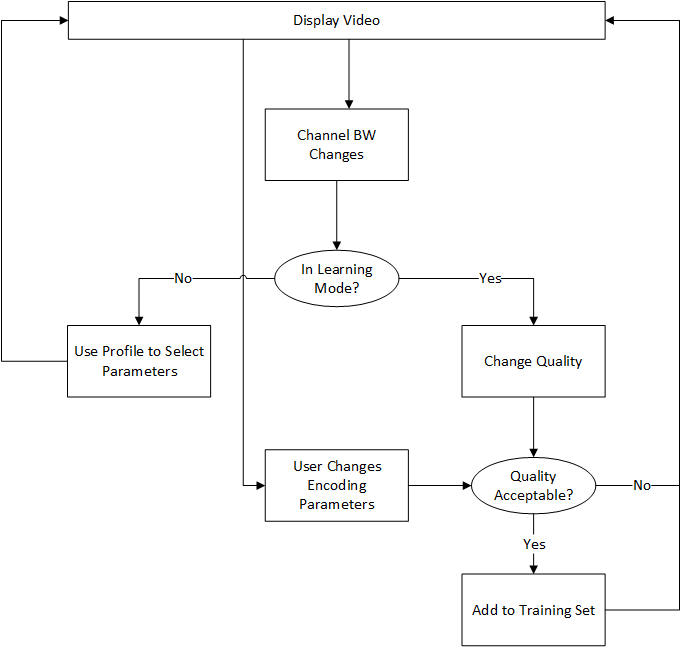 Display Video
Channel BW
Changes
In Learning
Mode?
No
Yes
Use Profile to Select
Parameters
Change Quality
User Changes
Encoding
Parameters
Quality
Acceptable?
No
Yes
Add to Training Set